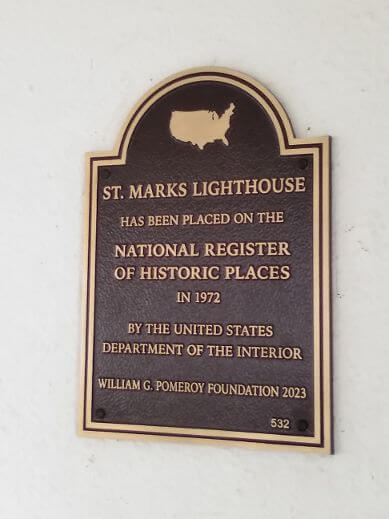 ST. MARKS LIGHTHOUSE
HAS BEEN PLACED ON THE
NATIONAL REGISTER
OF HISTORIC PLACES
IN 1972
BY THE UNITED STATES
DEPARTMENT OF THE INTERIOR
WILLIAM G. POMEROY FOUNDATION 2023
532